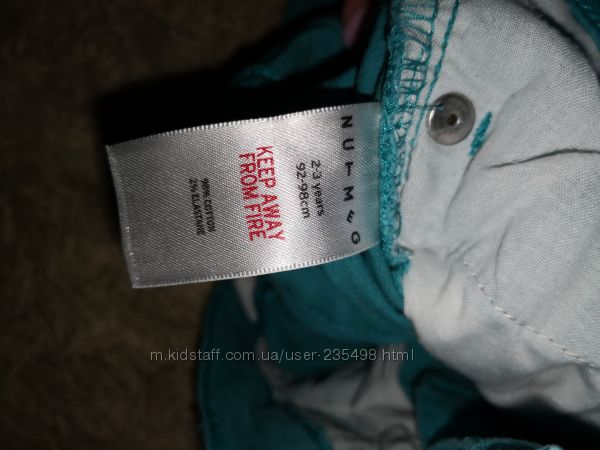 NUTMEG
2-3 years
92-98cm
KEEP AWAY
FROM FIRE
98% COTTON
2% ELASTANE
m.kidstaff.com.ua/user-235498.html